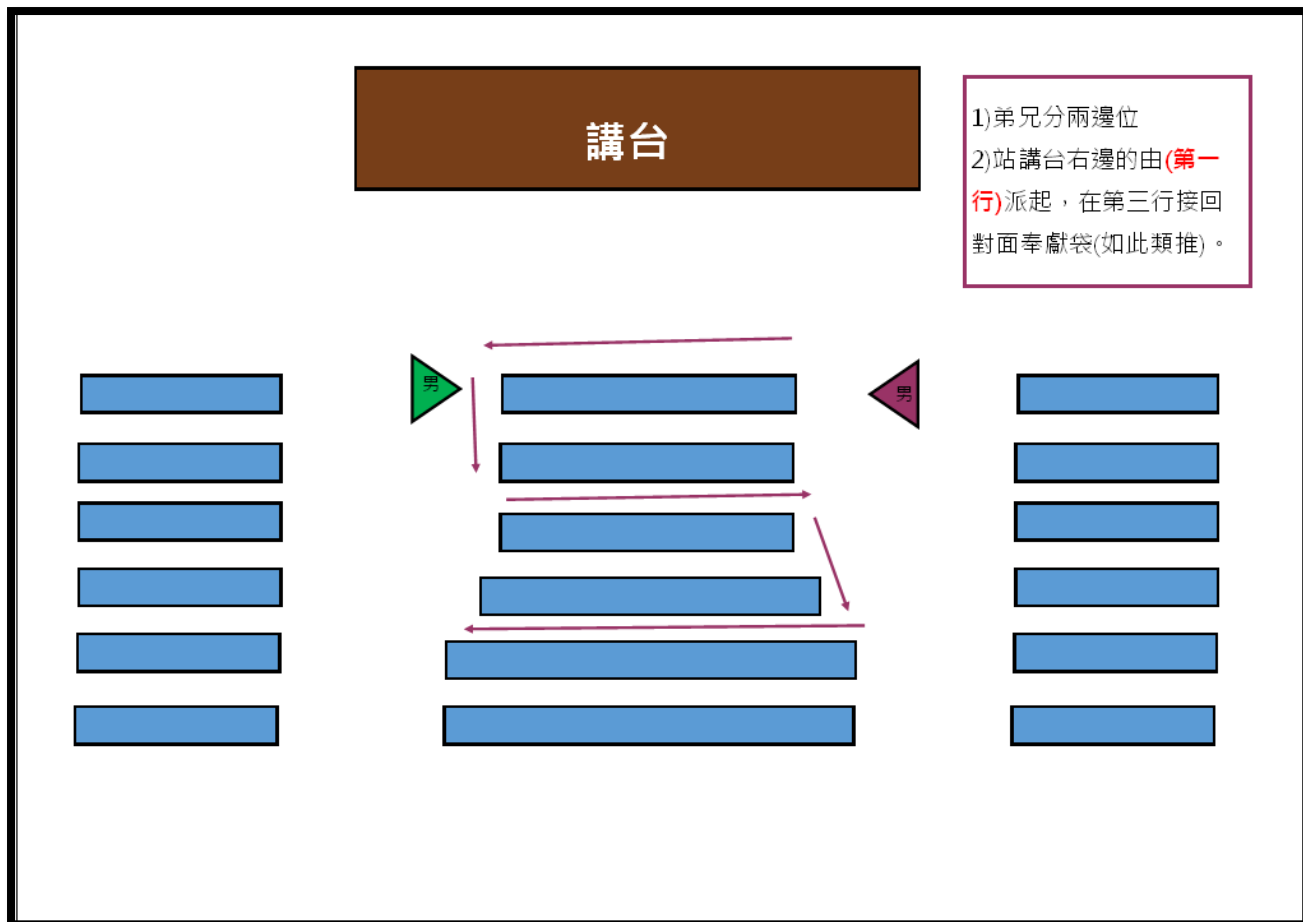 講台
1)弟兄分兩邊位
2)站講台右邊的由(第一
行)派起，在第三行接回
對面奉獻袋(如此類推)。
男
男